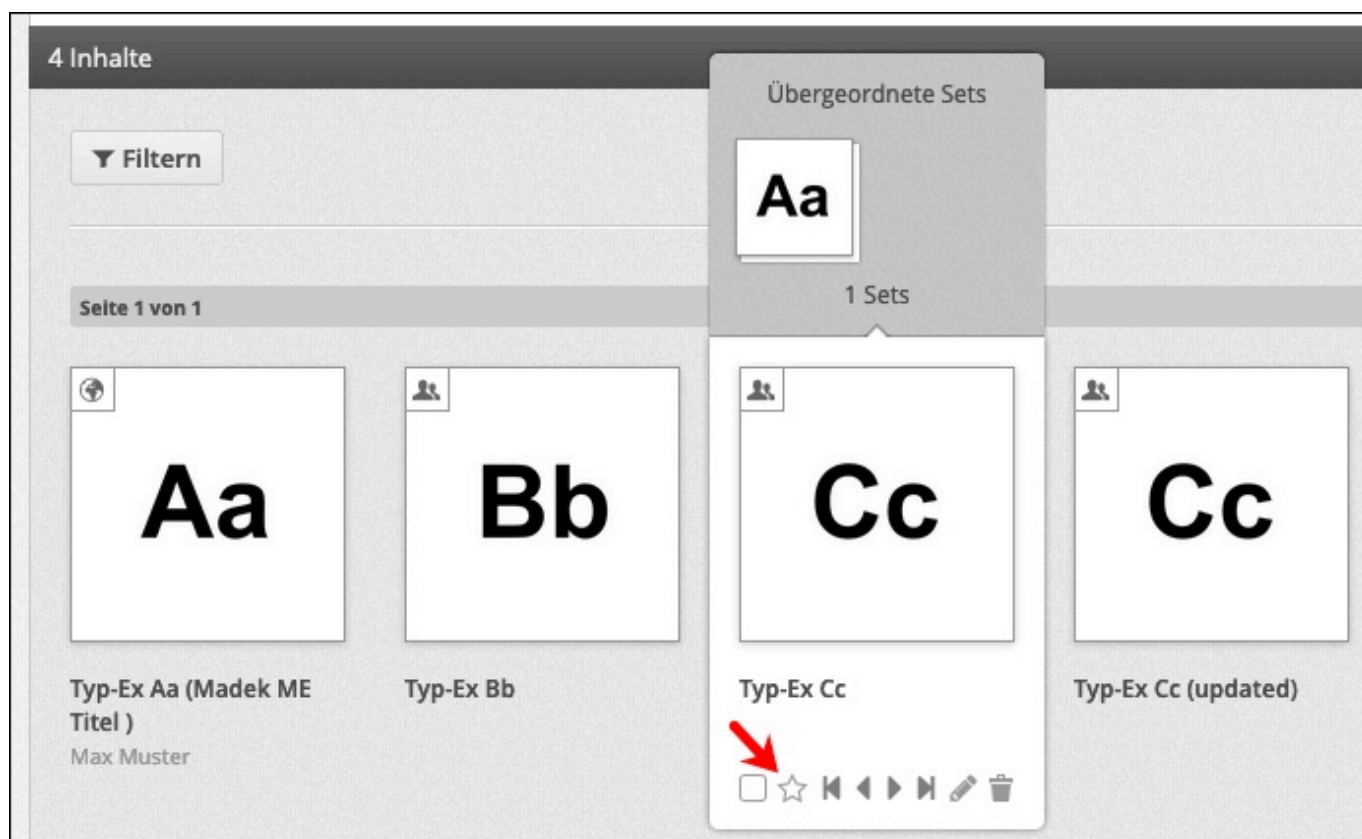 4 Inhalte
Übergeordnete Sets
Filtern
Aa
1 Sets
Seite 1 von 1
Aa
Bb
Cc
Cc
Typ-Ex Aa (Madek ME
Titel )
Max Muster
Typ-Ex Bb
Typ-Ex Cc
Typ-Ex Cc (updated)